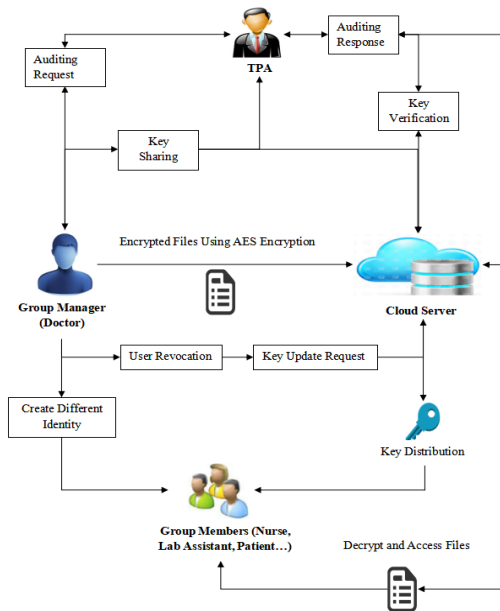 Auditing
Request
TPA
Auditing
Response
Key
Verification
Key
Sharing
Encrypted Files Using AES Encryption
Group Manager
(Doctor)
Cloud Server
User Revocation
Key Update Request
Create Different
Identity
Key Distribution
Group Members (Nurse,
Lab Assistant, Patient…)
Decrypt and Access Files